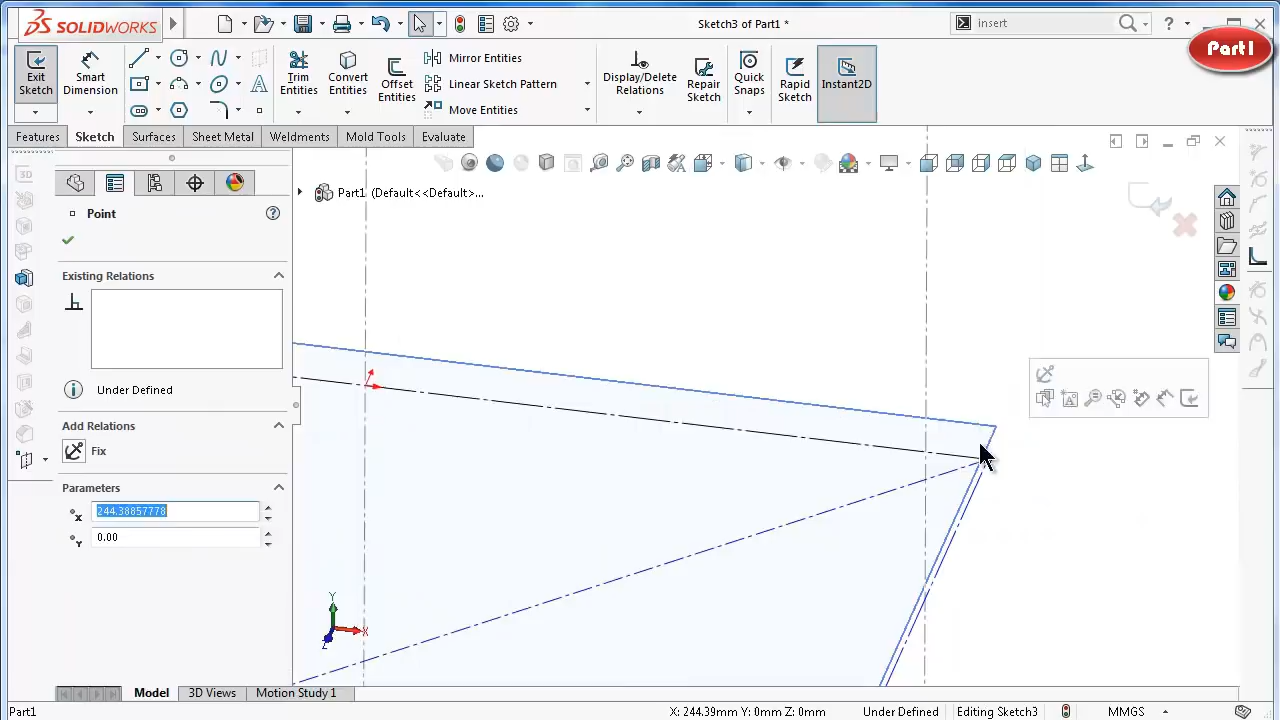 SOLIDWORKS
Sketch3 of Part1 *
insert
?
Part1
Exit
Sketch
Smart
Dimension
Trim
Entities
Convert
Entities
Offset
Entities
Mirror Entities
Linear Sketch Pattern
Move Entities
Display/Delete
Relations
Repair
Sketch
Quick
Snaps
Rapid
Sketch
Instant2D
Features
Sketch
Surfaces
Sheet Metal
Weldments
Mold Tools
Evaluate
Part1 (Default<<Default>...
Point
?
Existing Relations
Under Defined
Add Relations
Fix
Parameters
X
244.38857778
Y
0.00
Y
X
Z
Model
3D Views
Motion Study 1
Part1
X: 244.39mm Y: 0mm Z: 0mm
Under Defined
Editing Sketch3
MMGS